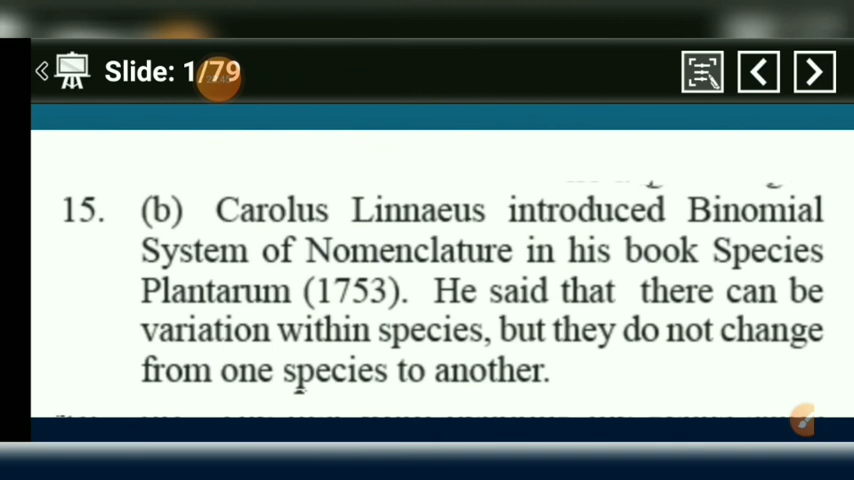 Slide: 1/79
15. (b) Carolus Linnaeus introduced Binomial
System of Nomenclature in his book Species
Plantarum (1753). He said that there can be
variation within species, but they do not change
from one species to another.